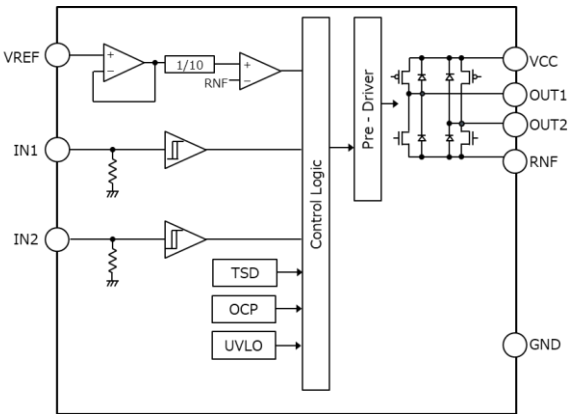 VREF
+
−
1/10
+
RNF
−
IN1
IN2
TSD
OCP
UVLO
Control Logic
Pre - Driver
VCC
OUT1
OUT2
RNF
GND